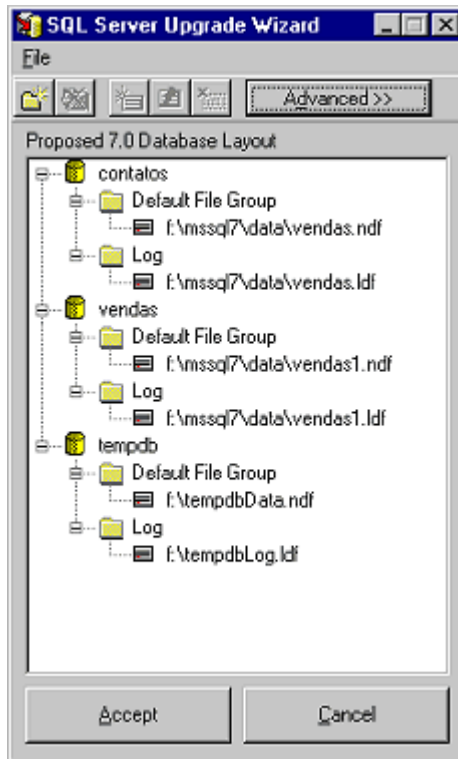 SQL Server Upgrade Wizard
File
Advanced >>
Proposed 7.0 Database Layout
contatos
Default File Group
f:\mssql7\data\vendas.ndf
Log
f:\mssql7\data\vendas.ldf
vendas
Default File Group
f:\mssql7\data\vendas1.ndf
Log
f:\mssql7\data\vendas1.ldf
tempdb
Default File Group
f:\tempdbData.ndf
Log
f:\tempdbLog.ldf
Accept Cancel